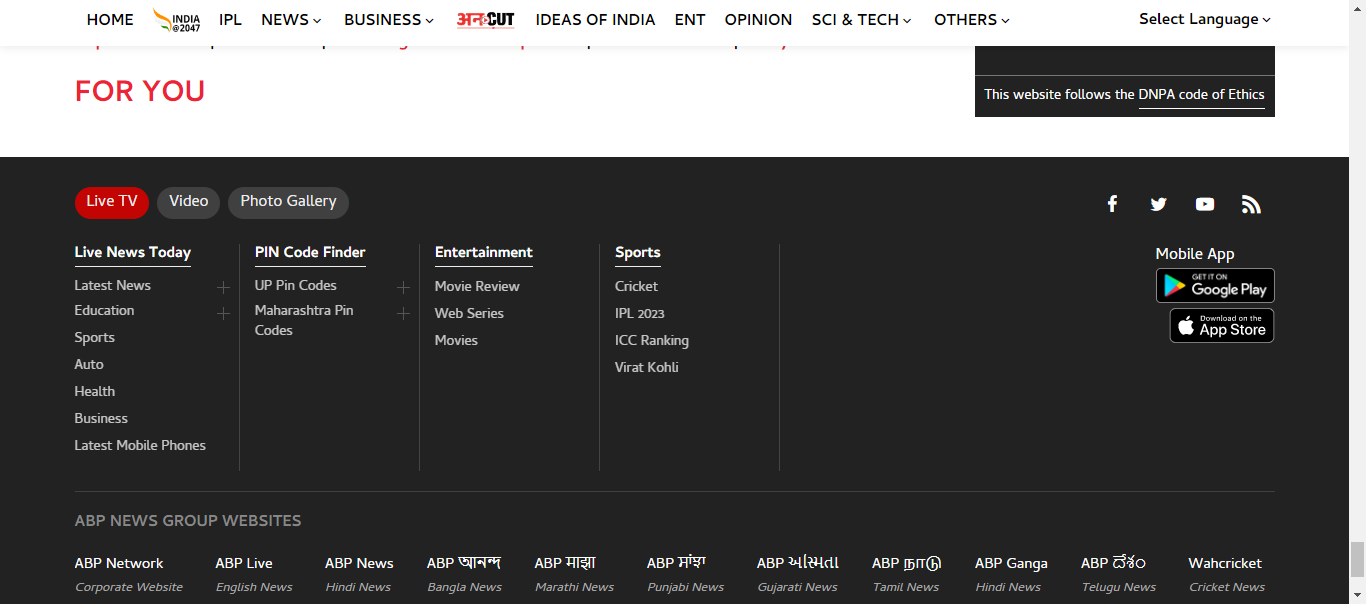 HOME INDIA @2047 IPL NEWS BUSINESS अनCUT IDEAS OF INDIA ENT OPINION SCI & TECH OTHERS Select Language
FOR YOU
This website follows the DNPA code of Ethics
Live TV Video Photo Gallery
Live News Today
Latest News
Education
Sports
Auto
Health
Business
Latest Mobile Phones
PIN Code Finder
UP Pin Codes
Maharashtra Pin
Codes
Entertainment
Movie Review
Web Series
Movies
Sports
Cricket
IPL 2023
ICC Ranking
Virat Kohli
Mobile App
GET IT ON
Google Play
Download on the
App Store
ABP NEWS GROUP WEBSITES
ABP Network ABP Live ABP News ABP আনন্দ ABP माझा ABP ਸਾਂਝਾ ABP અસ્મિતા ABP நாடு ABP Ganga ABP దేశం Wahcricket
Corporate Website English News Hindi News Bangla News Marathi News Punjabi News Gujarati News Tamil News Hindi News Telugu News Cricket News